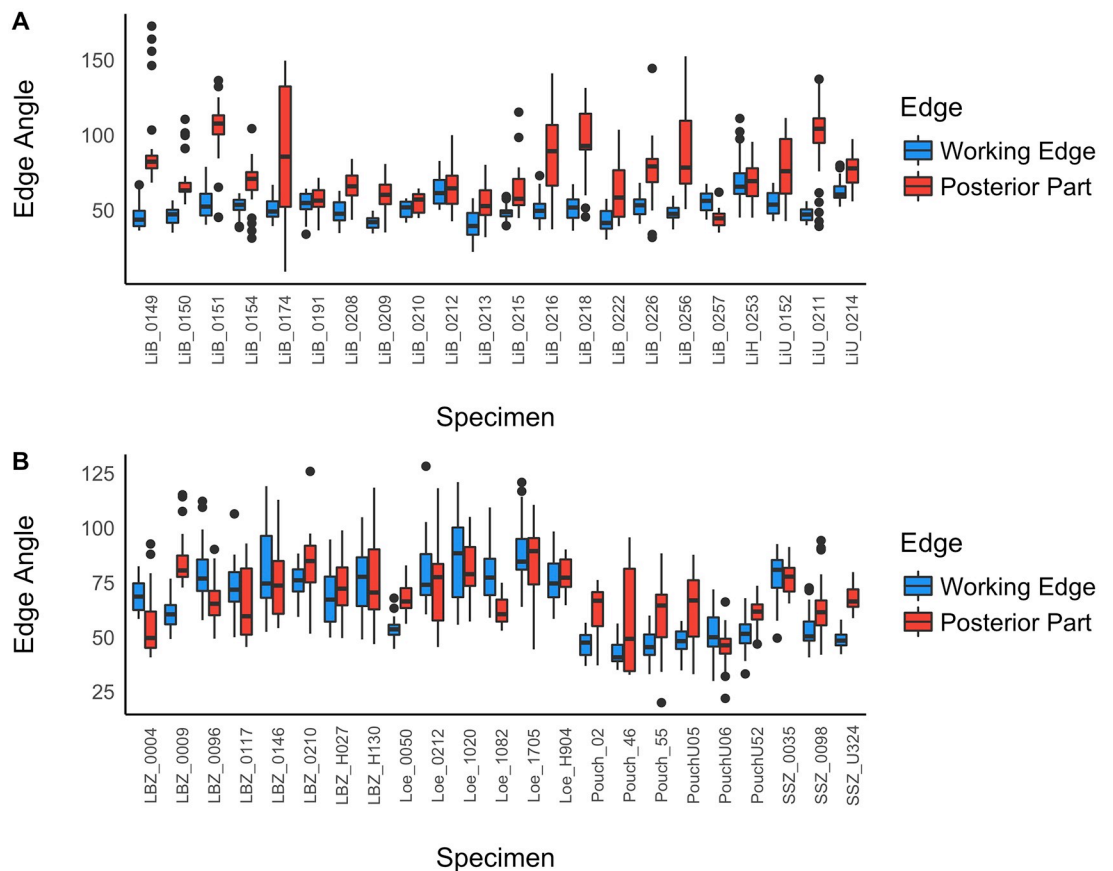 A
Edge Angle
150
100
50
LiB_0149
LiB_0150
LiB_0151
LiB_0154
LiB_0174
LiB_0191
LiB_0208
LiB_0209
LiB_0210
LiB_0212
LiB_0213
LiB_0215
LiB_0216
LiB_0218
LiB_0222
LiB_0226
LiB_0256
LiB_0257
LiH_0253
LiU_0152
LiU_0211
LiU_0214
Specimen
Edge
Working Edge
Posterior Part
B
Edge Angle
125
100
75
50
25
LBZ_0004
LBZ_0009
LBZ_0096
LBZ_0117
LBZ_0146
LBZ_0210
LBZ_H027
LBZ_H130
Loe_0050
Loe_0212
Loe_1020
Loe_1082
Loe_1705
Loe_H904
Pouch_02
Pouch_46
Pouch_55
PouchU05
PouchU06
PouchU52
SSZ_0035
SSZ_0098
SSZ_U324
Specimen
Edge
Working Edge
Posterior Part